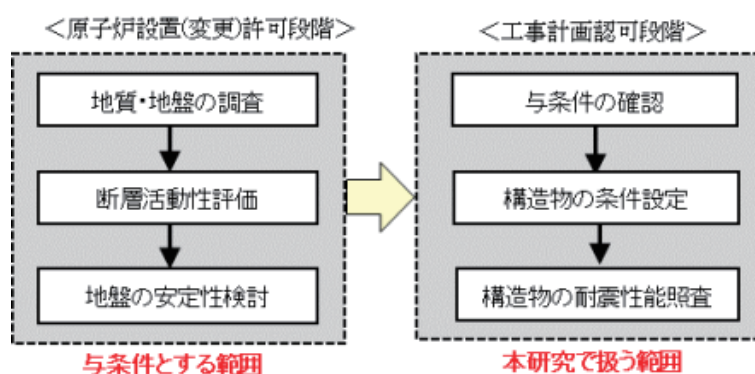 <原子炉設置(変更)許可段階>
地質・地盤の調査
断層活動性評価
地盤の安定性検討
与条件とする範囲
<工事計画認可段階>
与条件の確認
構造物の条件設定
構造物の耐震性能照査
本研究で扱う範囲